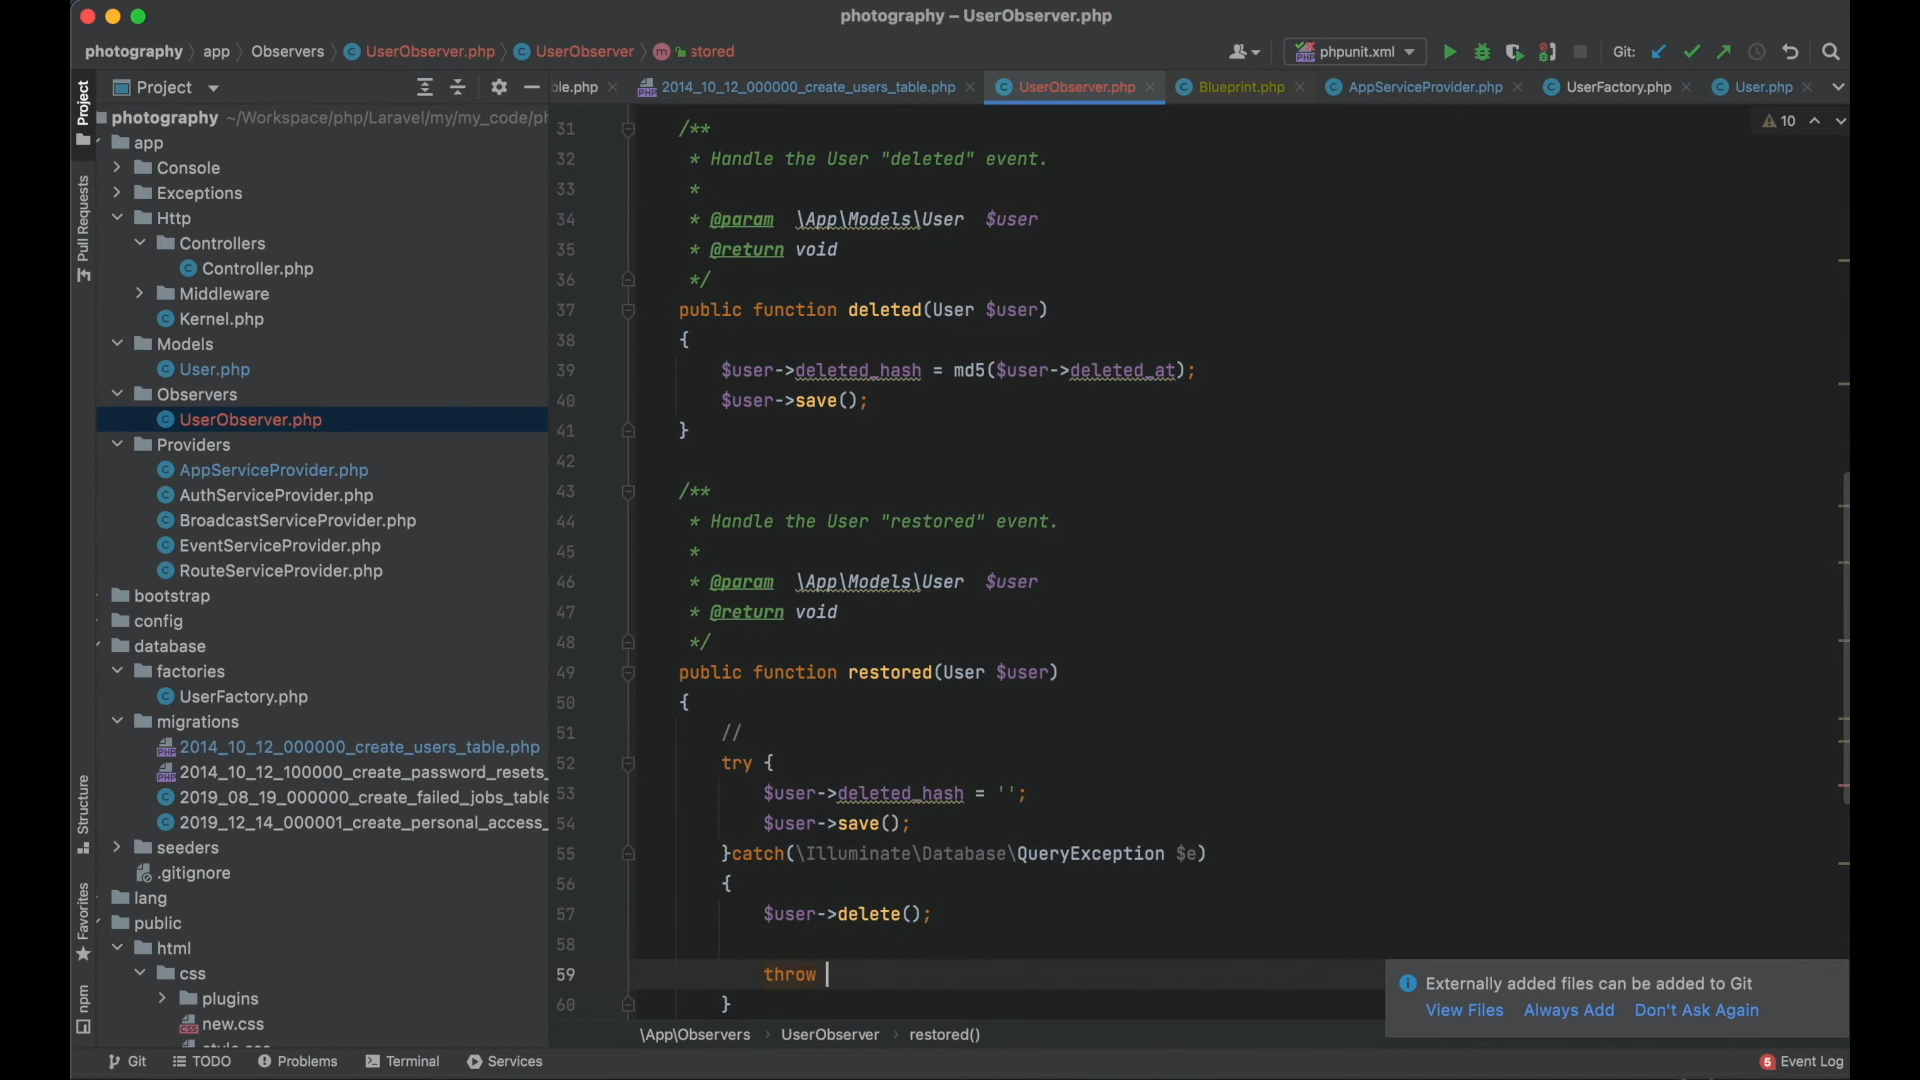 photography – UserObserver.php
photography app Observers UserObserver.php UserObserver stored
phpunit.xml Git:
Project
ble.php 2014_10_12_000000_create_users_table.php UserObserver.php Blueprint.php AppServiceProvider.php UserFactory.php User.php
Project
Pull Requests
Structure
Favorites
npm
photography ~/Workspace/php/Laravel/my/my_code/ph
app
Console
Exceptions
Http
Controllers
Controller.php
Middleware
Kernel.php
Models
User.php
Observers
UserObserver.php
Providers
AppServiceProvider.php
AuthServiceProvider.php
BroadcastServiceProvider.php
EventServiceProvider.php
RouteServiceProvider.php
bootstrap
config
database
factories
UserFactory.php
migrations
2014_10_12_000000_create_users_table.php
2014_10_12_100000_create_password_resets_
2019_08_19_000000_create_failed_jobs_table
2019_12_14_000001_create_personal_access_
seeders
.gitignore
lang
public
html
css
plugins
new.css
10
31 /**
32 * Handle the User "deleted" event.
33 *
34 * @param \App\Models\User $user
35 * @return void
36 */
37 public function deleted(User $user)
38 {
39 $user->deleted_hash = md5($user->deleted_at);
40 $user->save();
41 }
42
43 /**
44 * Handle the User "restored" event.
45 *
46 * @param \App\Models\User $user
47 * @return void
48 */
49 public function restored(User $user)
50 {
51 //
52 try {
53 $user->deleted_hash = '';
54 $user->save();
55 }catch(\Illuminate\Database\QueryException $e)
56 {
57 $user->delete();
58
59 throw
60 }
Externally added files can be added to Git
View Files Always Add Don't Ask Again
\App\Observers UserObserver restored()
Git TODO Problems Terminal Services
5 Event Log